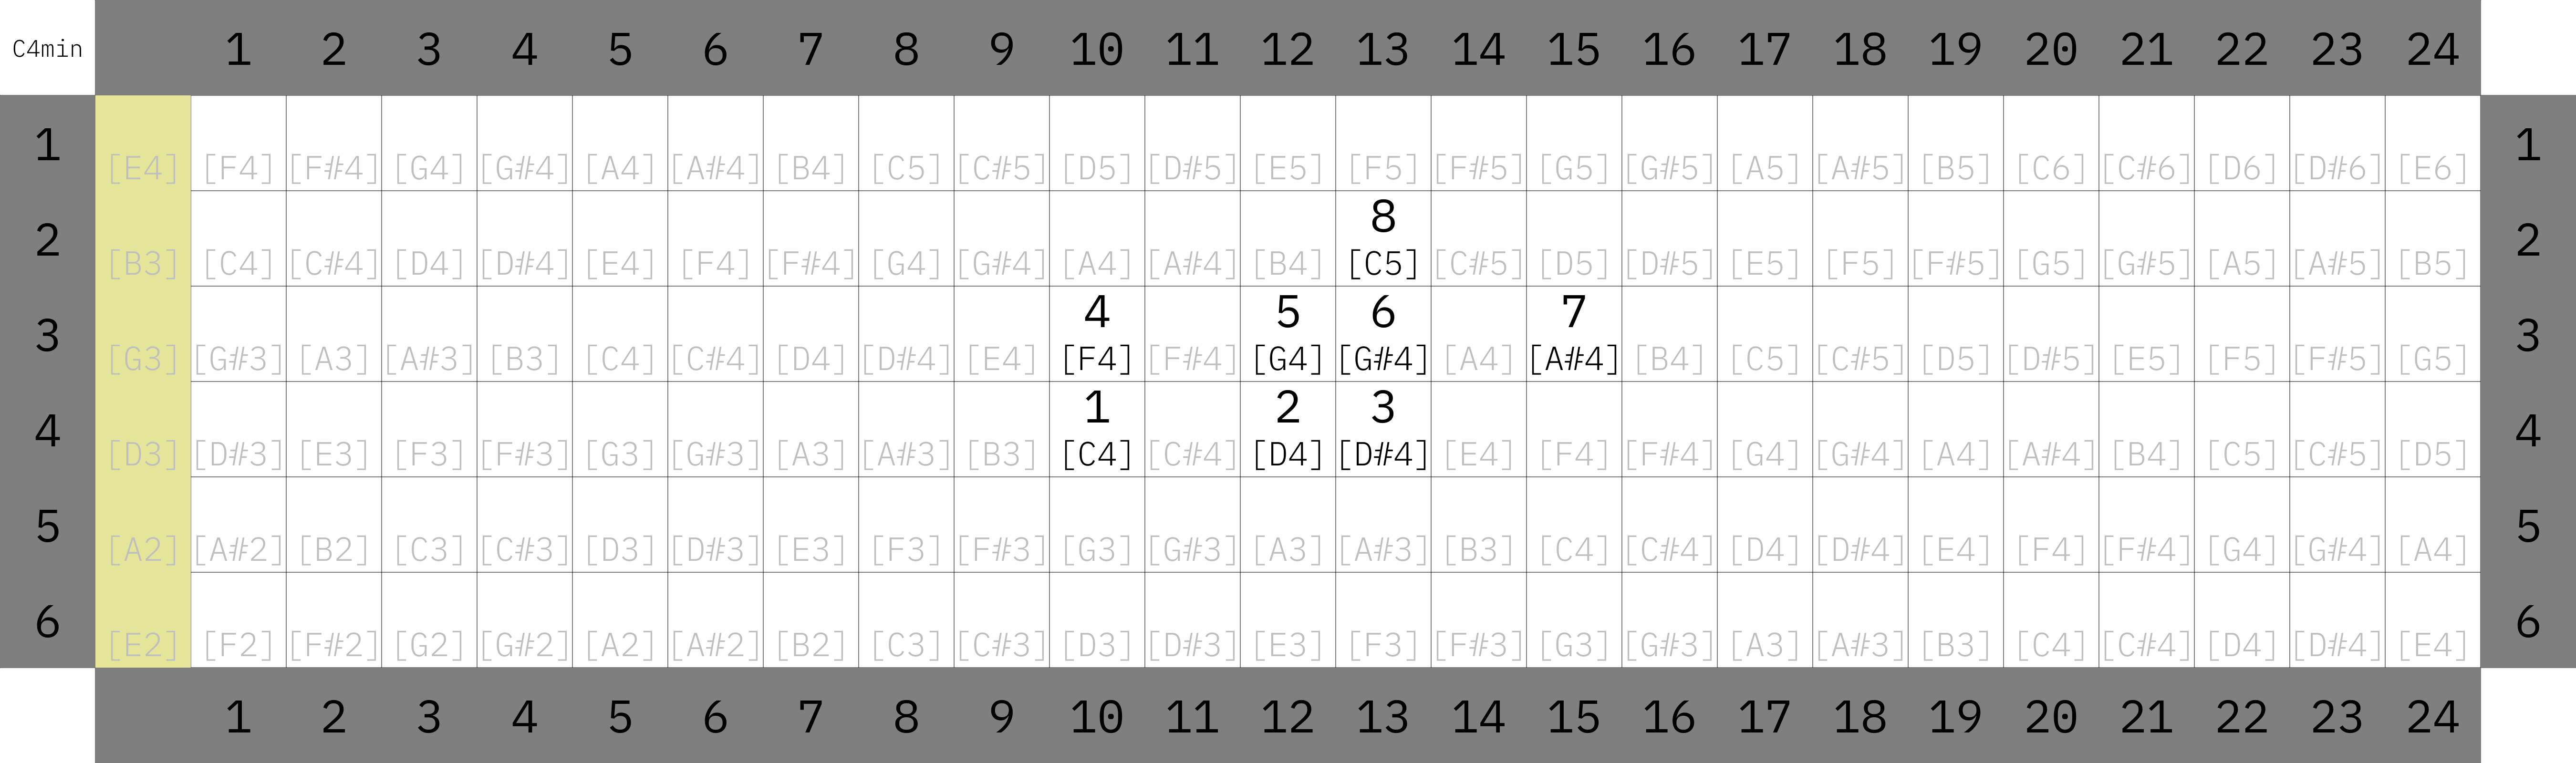 C4min 1 2 3 4 5 6 7 8 9 10 11 12 13 14 15 16 17 18 19 20 21 22 23 24
1 [E4] [F4] [F#4] [G4] [G#4] [A4] [A#4] [B4] [C5] [C#5] [D5] [D#5] [E5] [F5] [F#5] [G5] [G#5] [A5] [A#5] [B5] [C6] [C#6] [D6] [D#6] [E6] 1
8
2 [B3] [C4] [C#4] [D4] [D#4] [E4] [F4] [F#4] [G4] [G#4] [A4] [A#4] [B4] [C5] [C#5] [D5] [D#5] [E5] [F5] [F#5] [G5] [G#5] [A5] [A#5] [B5] 2
4 5 6 7
3 [G3] [G#3] [A3] [A#3] [B3] [C4] [C#4] [D4] [D#4] [E4] [F4] [F#4] [G4] [G#4] [A4] [A#4] [B4] [C5] [C#5] [D5] [D#5] [E5] [F5] [F#5] [G5] 3
1 2 3
4 [D3] [D#3] [E3] [F3] [F#3] [G3] [G#3] [A3] [A#3] [B3] [C4] [C#4] [D4] [D#4] [E4] [F4] [F#4] [G4] [G#4] [A4] [A#4] [B4] [C5] [C#5] [D5] 4
5 [A2] [A#2] [B2] [C3] [C#3] [D3] [D#3] [E3] [F3] [F#3] [G3] [G#3] [A3] [A#3] [B3] [C4] [C#4] [D4] [D#4] [E4] [F4] [F#4] [G4] [G#4] [A4] 5
6 [E2] [F2] [F#2] [G2] [G#2] [A2] [A#2] [B2] [C3] [C#3] [D3] [D#3] [E3] [F3] [F#3] [G3] [G#3] [A3] [A#3] [B3] [C4] [C#4] [D4] [D#4] [E4] 6
1 2 3 4 5 6 7 8 9 10 11 12 13 14 15 16 17 18 19 20 21 22 23 24